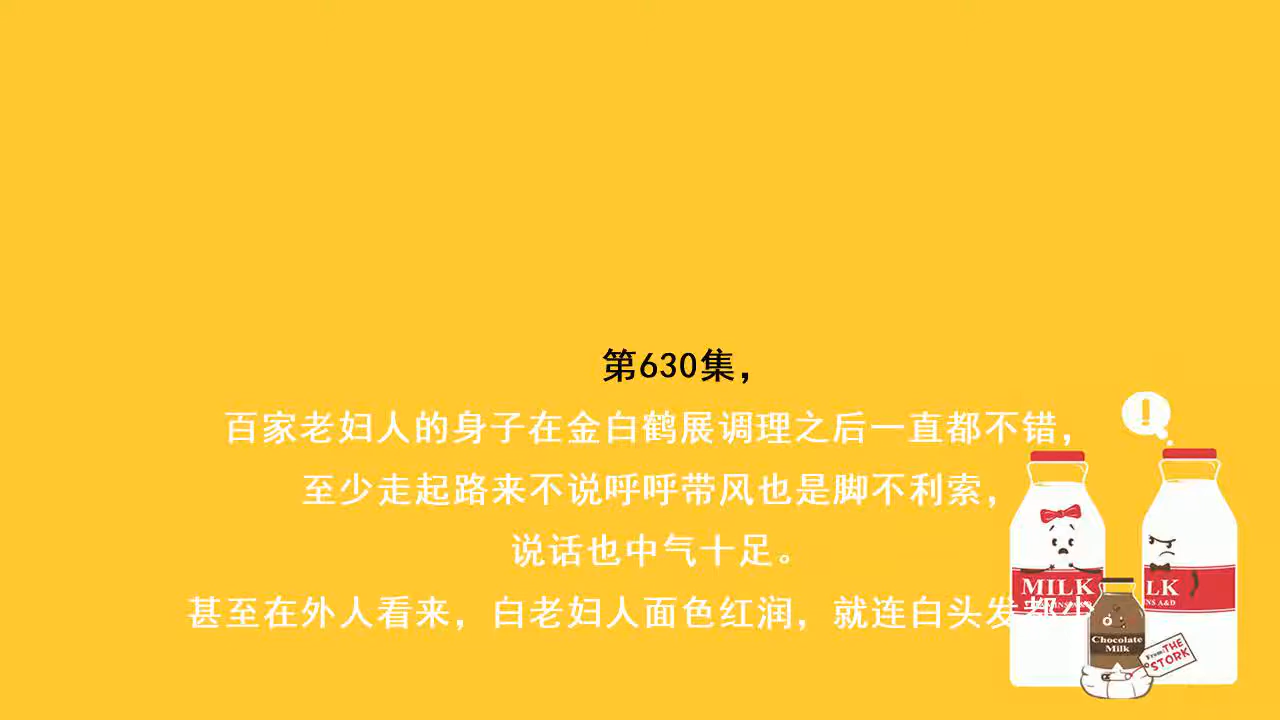 第630集，
百家老妇人的身子在金白鹤展调理之后一直都不错，
至少走起路来不说呼呼带风也是脚不利索，
说话也中气十足。
甚至在外人看来，白老妇人面色红润，就连白头发都少
!
MILK
LK
NS A&D
Chocolate
Milk
From: THE
STORK